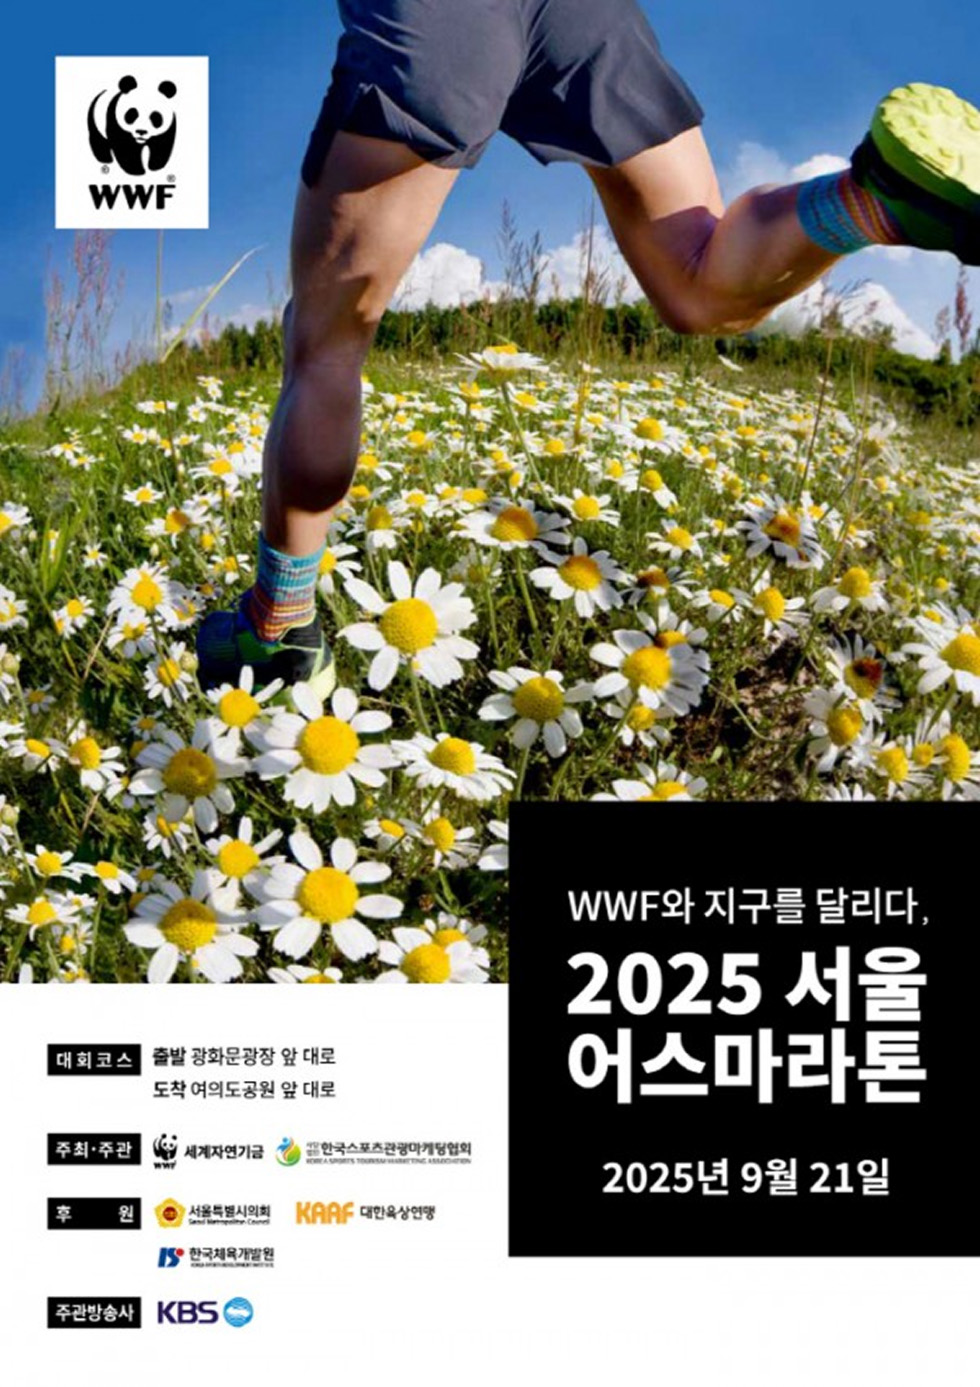 WWF
WWF와 지구를 달리다,
2025 서울
어스마라톤
2025년 9월 21일
대회코스 출발 광화문광장 앞 대로
도착 여의도공원 앞 대로
주최·주관 WWF 세계자연기금 사단법인 한국스포츠관광마케팅협회
KOREA SPORTS TOURISM MARKETING ASSOCIATION
후 원 서울특별시의회 KAAF 대한육상연맹
Seoul Metropolitan Council
한국체육개발원
주관방송사 KBS